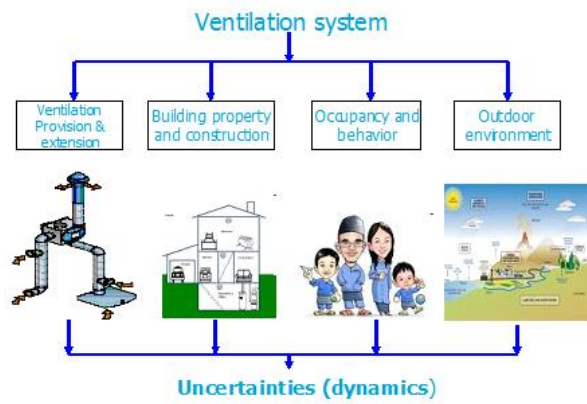 Ventilation system
Ventilation
Provision &
extension
Building property
and construction
Occupancy and
behavior
Outdoor
environment
Uncertainties (dynamics)